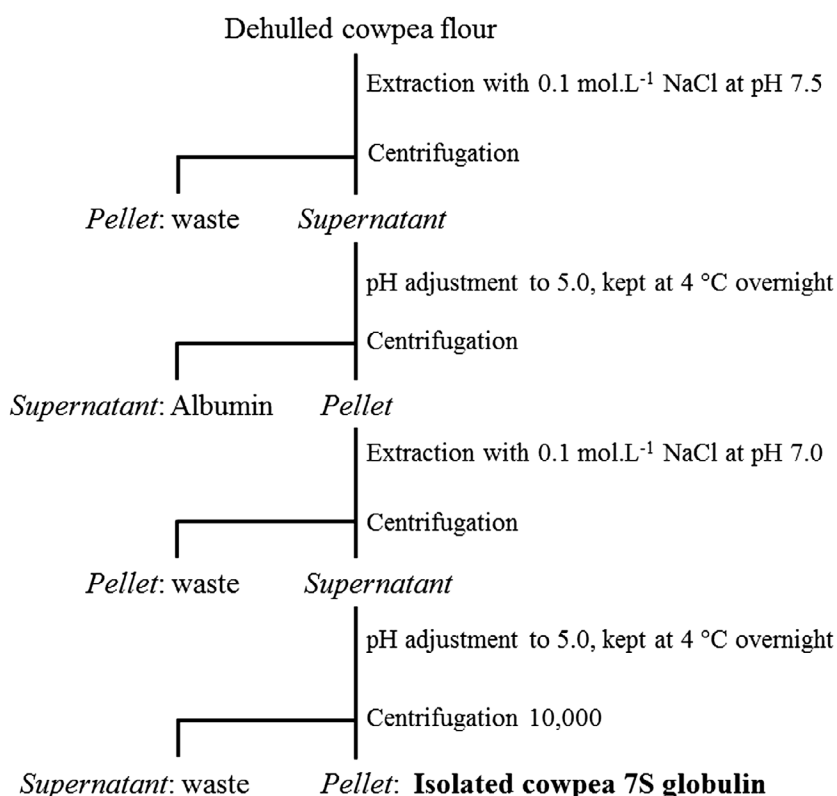 Dehulled cowpea flour
Extraction with 0.1 mol.L⁻¹ NaCl at pH 7.5
Centrifugation
Pellet: waste Supernatant
pH adjustment to 5.0, kept at 4 °C overnight
Centrifugation
Supernatant: Albumin Pellet
Extraction with 0.1 mol.L⁻¹ NaCl at pH 7.0
Centrifugation
Pellet: waste Supernatant
pH adjustment to 5.0, kept at 4 °C overnight
Centrifugation 10,000
Supernatant: waste Pellet: Isolated cowpea 7S globulin